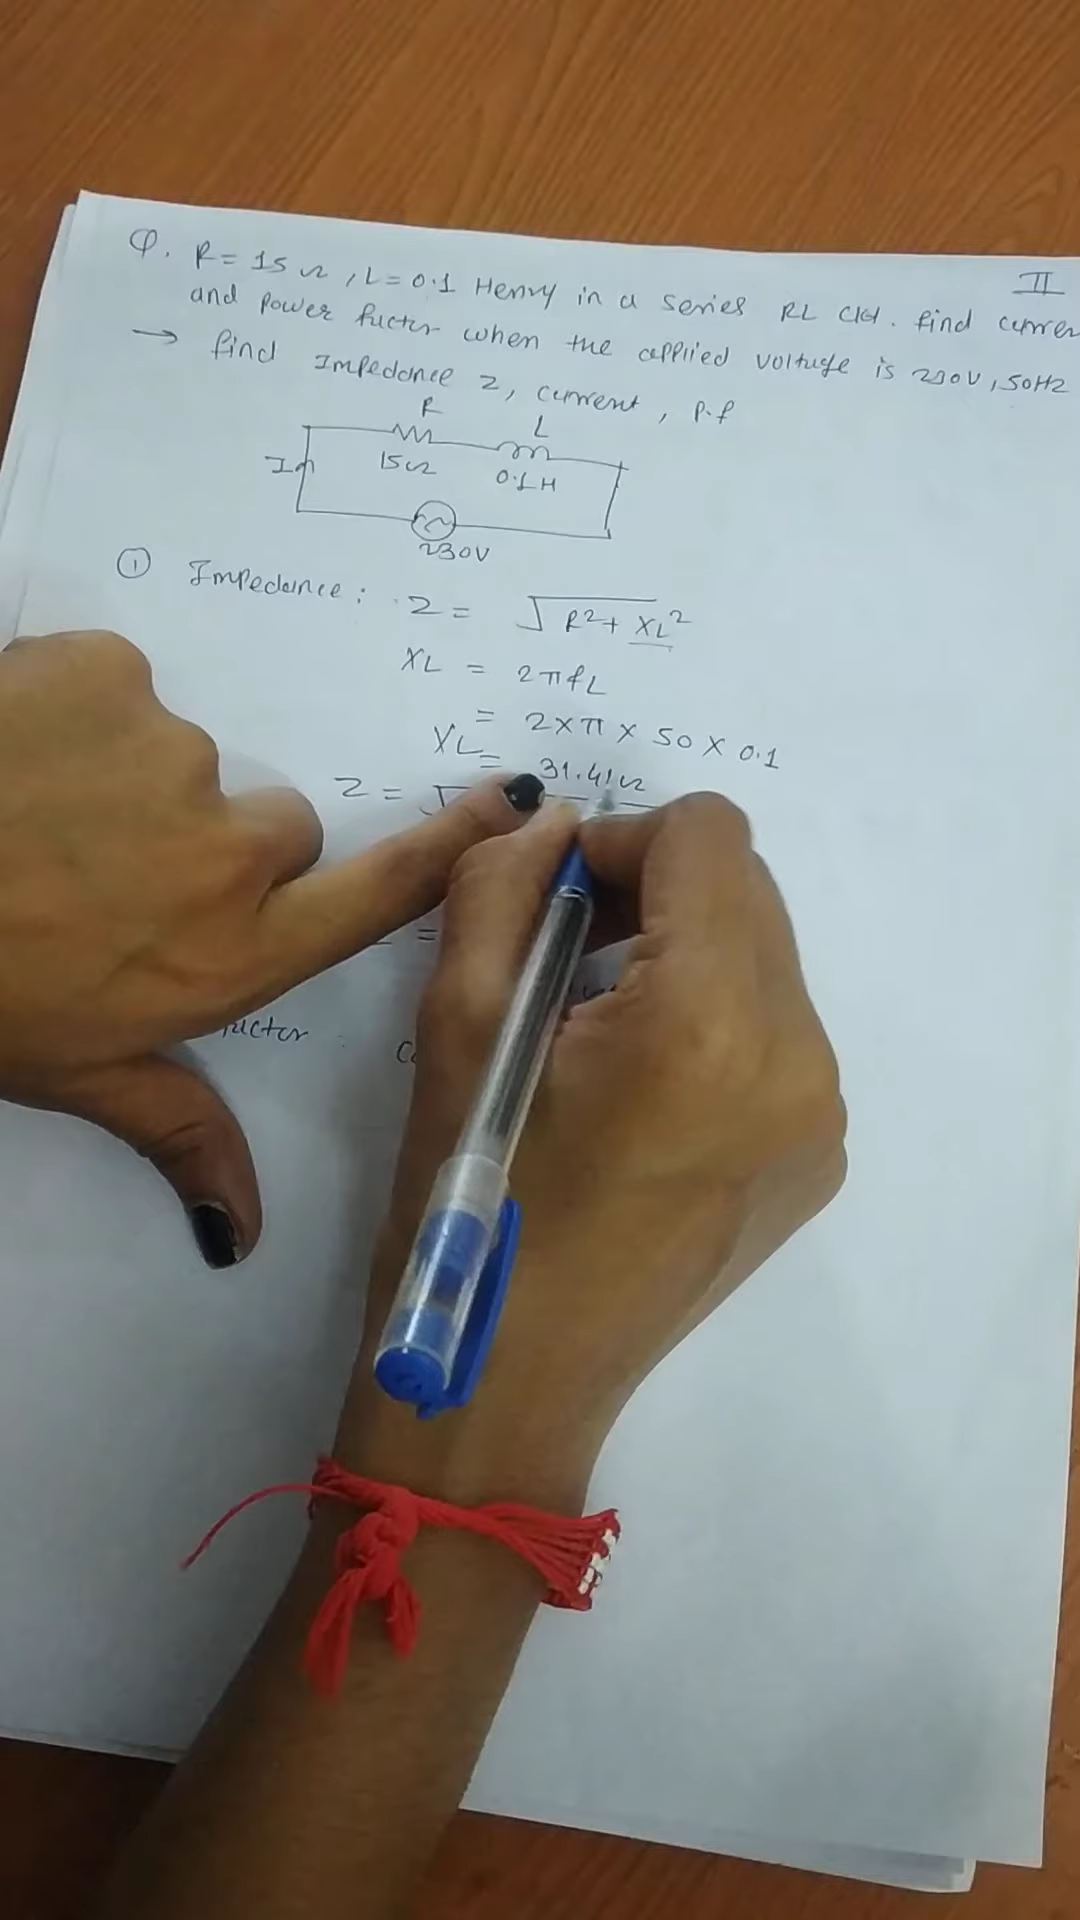 II
Q. R = 15 Ω , L = 0.1 Henry in a series RL ckt. find curren
and power factor when the applied voltage is 230V, 50Hz
→ find Impedance Z, current, P.f
R
L
I
15Ω
0.1H
230V
① Impedance : Z = √R² + XL²
XL = 2πfL
= 2 × π × 50 × 0.1
XL = 31.41Ω
Z = √
=
factor :